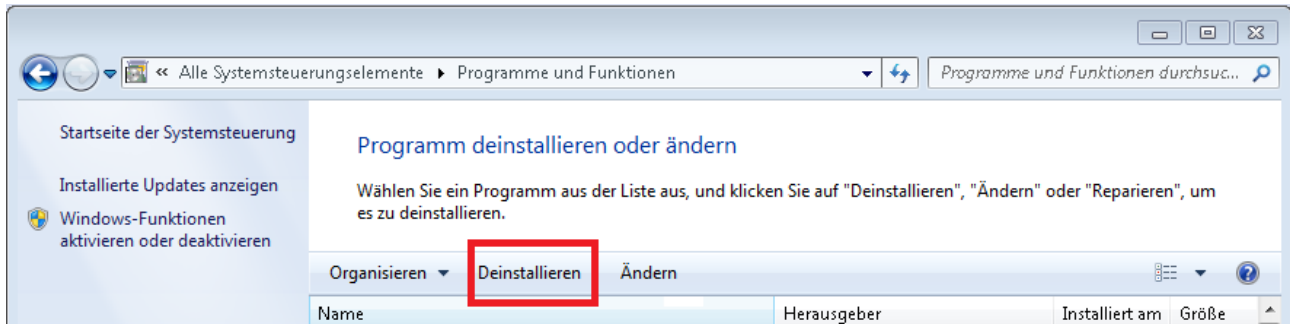 « Alle Systemsteuerungselemente ▸ Programme und Funktionen Programme und Funktionen durchsuc...
Startseite der Systemsteuerung
Installierte Updates anzeigen
Windows-Funktionen
aktivieren oder deaktivieren
Programm deinstallieren oder ändern
Wählen Sie ein Programm aus der Liste aus, und klicken Sie auf "Deinstallieren", "Ändern" oder "Reparieren", um
es zu deinstallieren.
Organisieren Deinstallieren Ändern
Name Herausgeber Installiert am Größe